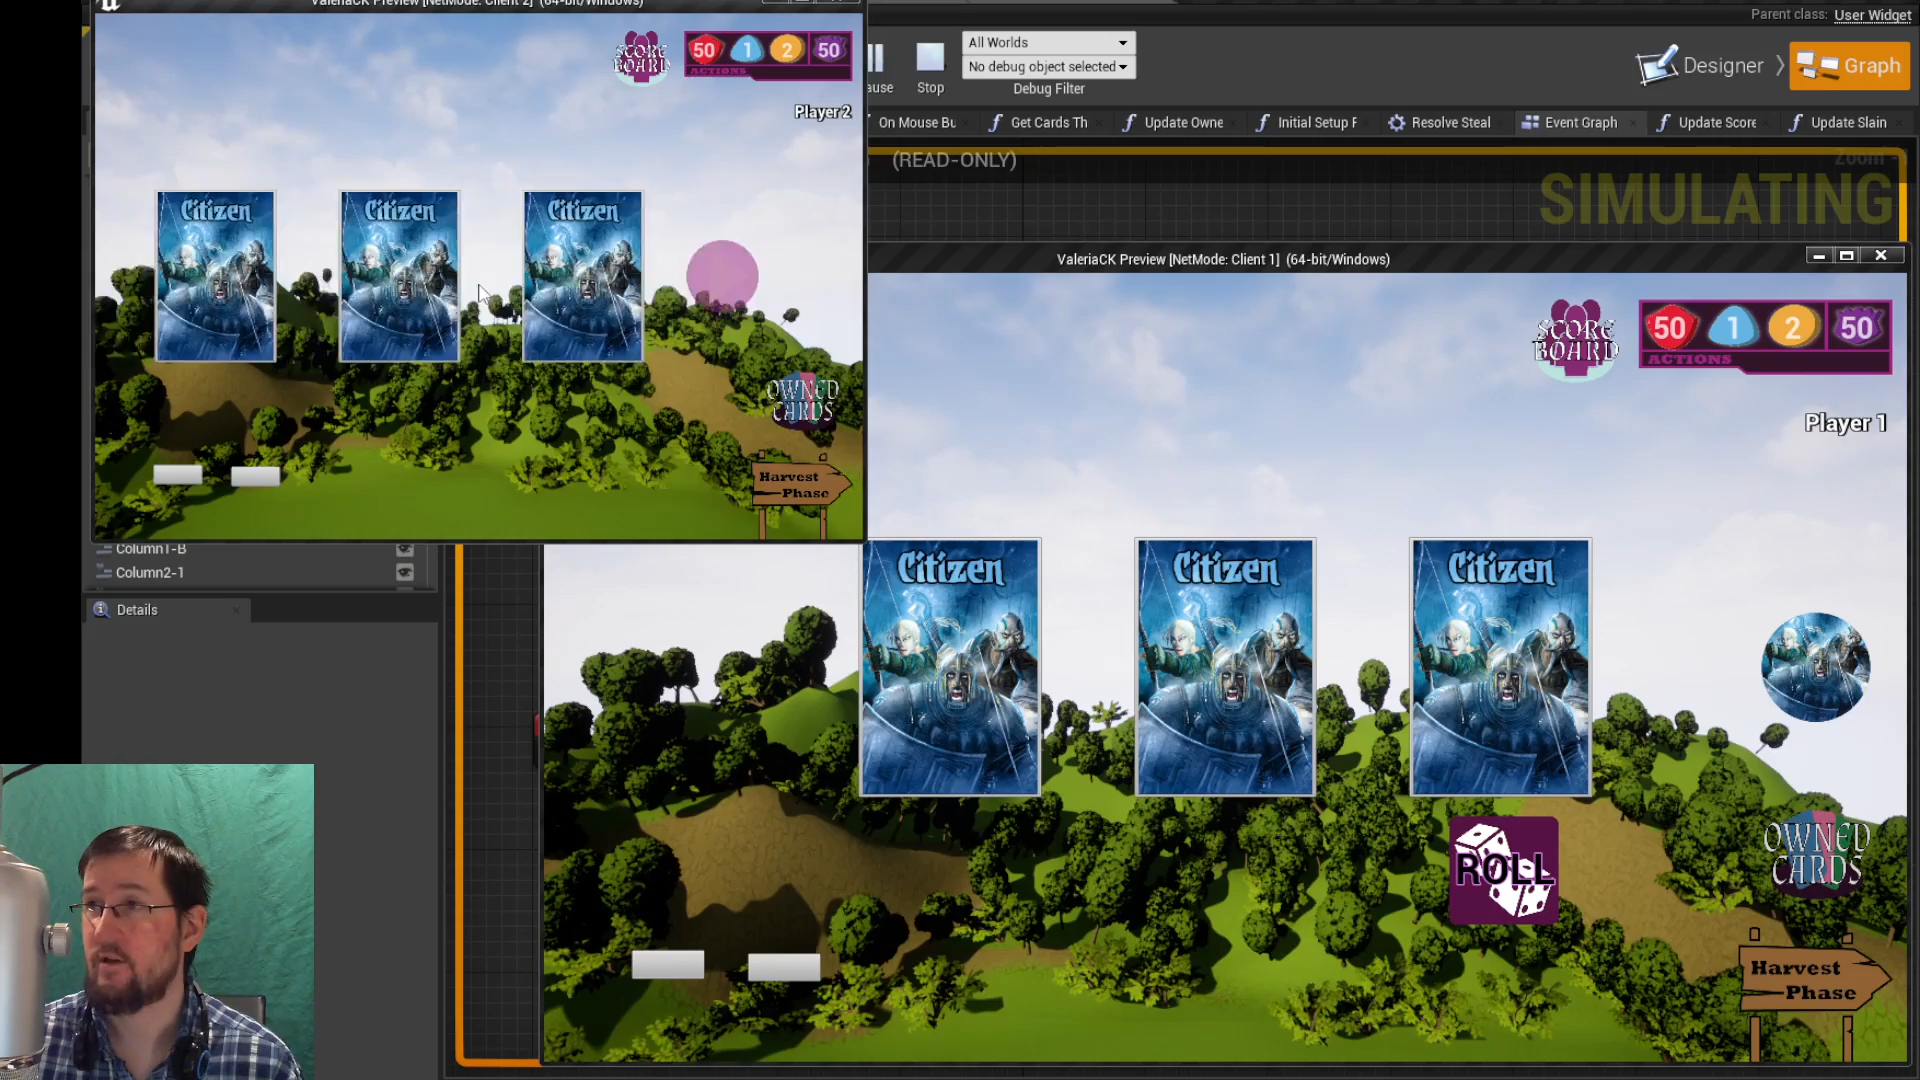 ValeriaCK Preview [NetMode: Client 2] (64-bit/Windows)
Parent class: User Widget
All Worlds
No debug object selected
Debug Filter
ause
Stop
Designer
Graph
On Mouse Bu
Get Cards Th
Update Owne
Initial Setup F
Resolve Steal
Event Graph
Update Score
Update Slain
(READ-ONLY)
Zoom -
SIMULATING
SCORE
BOARD
50 1 2 50
ACTIONS
Player 2
Citizen
Citizen
Citizen
OWNED
CARDS
Harvest
Phase
Column1-B
Column2-1
Details
ValeriaCK Preview [NetMode: Client 1] (64-bit/Windows)
SCORE
BOARD
50 1 2 50
ACTIONS
Player 1
Citizen
Citizen
Citizen
ROLL
OWNED
CARDS
Harvest
Phase